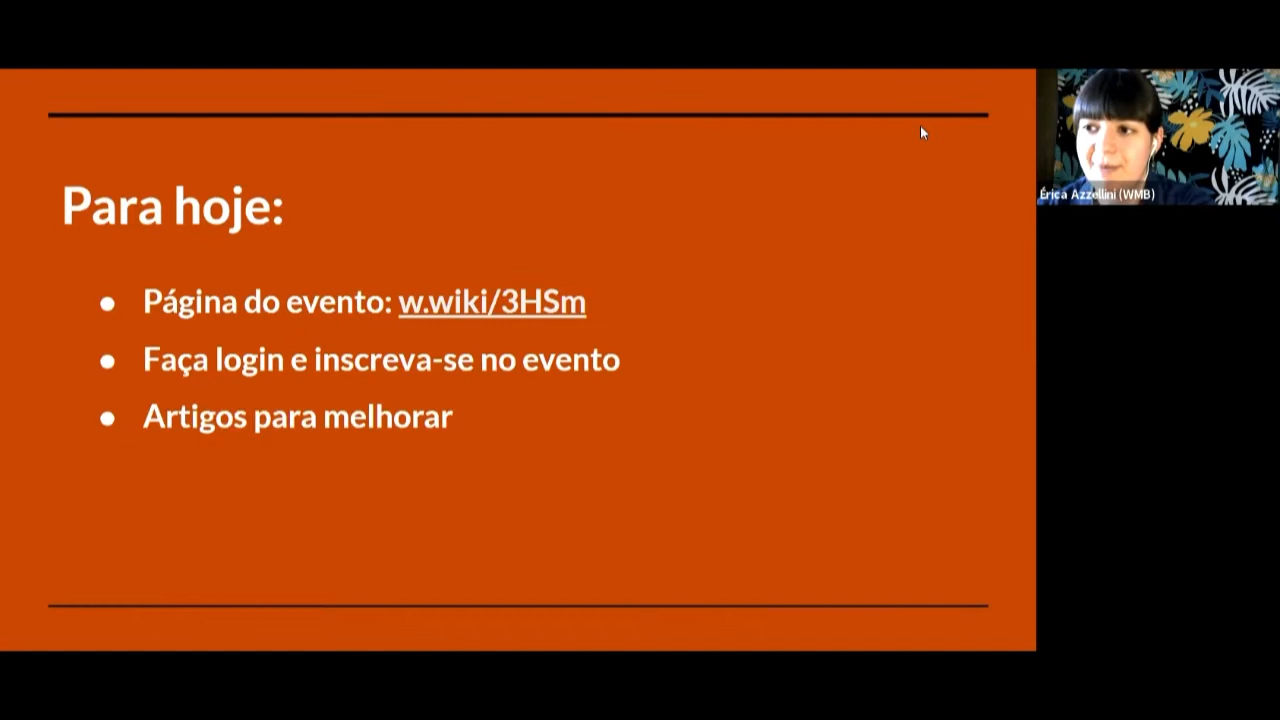 Para hoje:
● Página do evento: w.wiki/3HSm
● Faça login e inscreva-se no evento
● Artigos para melhorar
Érica Azzellini (WMB)